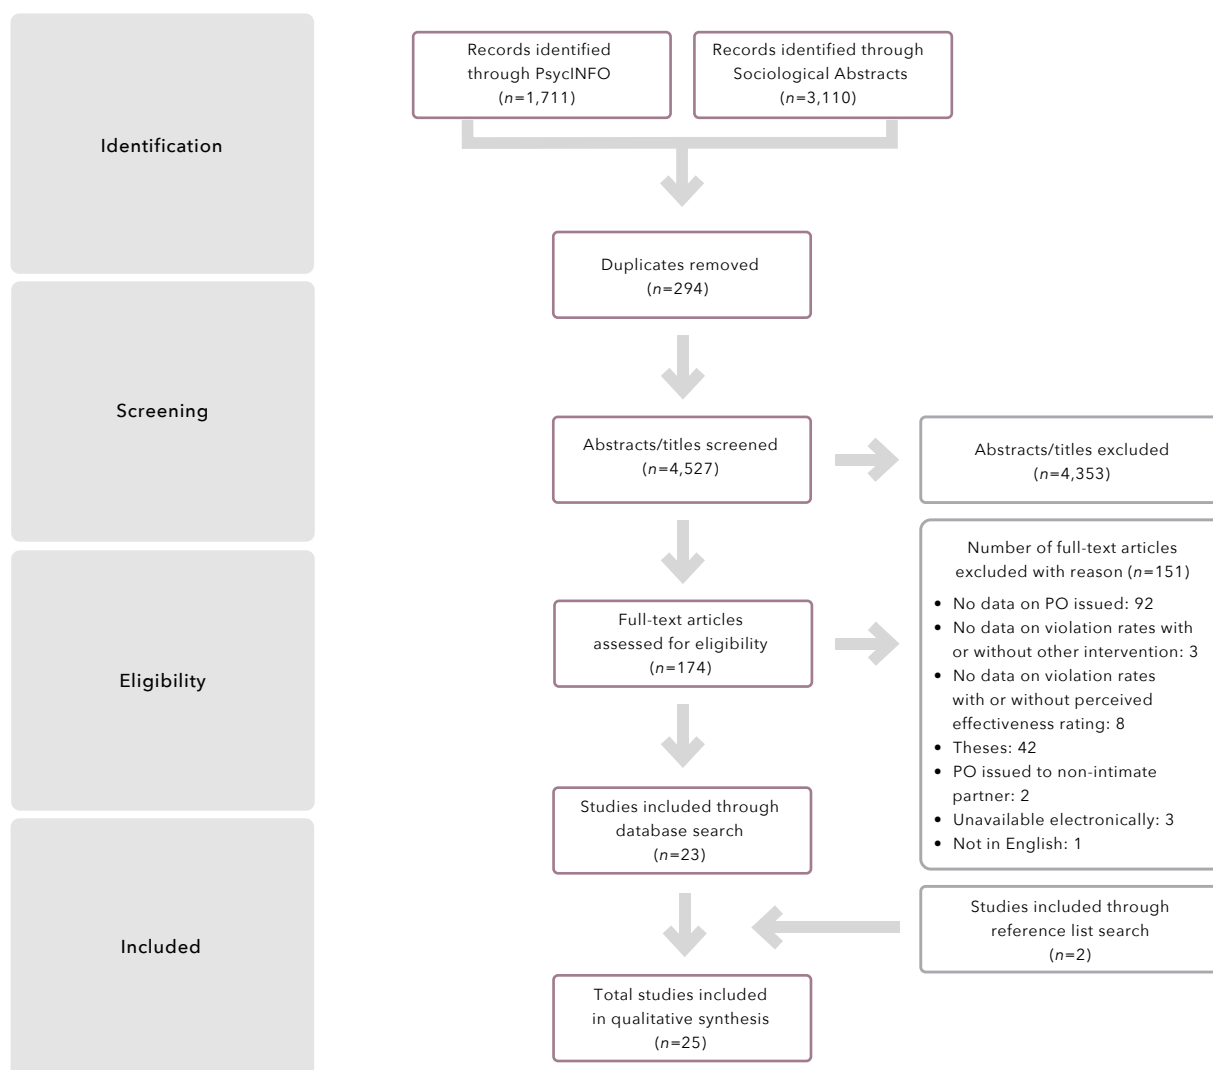 Identification
Records identified
through PsycINFO
(n=1,711)
Records identified through
Sociological Abstracts
(n=3,110)
Duplicates removed
(n=294)
Screening
Abstracts/titles screened
(n=4,527)
Abstracts/titles excluded
(n=4,353)
Eligibility
Full-text articles
assessed for eligibility
(n=174)
Number of full-text articles
excluded with reason (n=151)
• No data on PO issued: 92
• No data on violation rates with
or without other intervention: 3
• No data on violation rates
with or without perceived
effectiveness rating: 8
• Theses: 42
• PO issued to non-intimate
partner: 2
• Unavailable electronically: 3
• Not in English: 1
Studies included through
database search
(n=23)
Included
Studies included through
reference list search
(n=2)
Total studies included
in qualitative synthesis
(n=25)